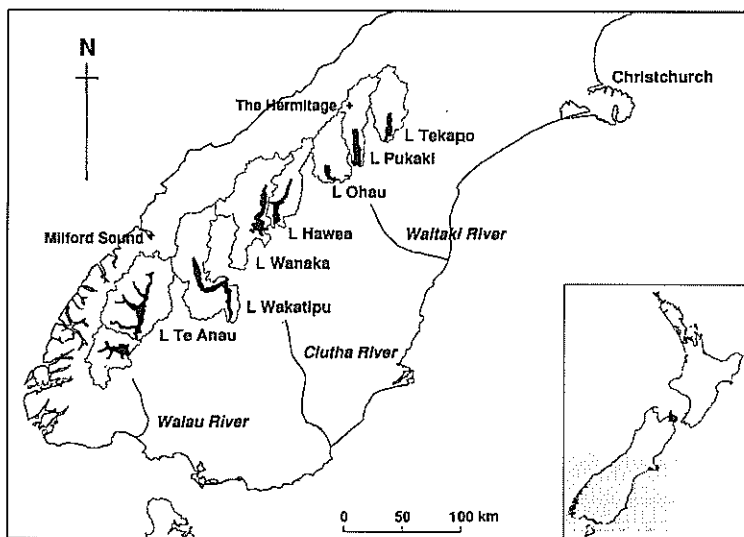 N
Christchurch
The Hermitage
L Tekapo
L Pukaki
L Ohau
L Hawea
Waitaki River
Milford Sound
L Wanaka
L Wakatipu
L Te Anau
Clutha River
Waiau River
0 50 100 km